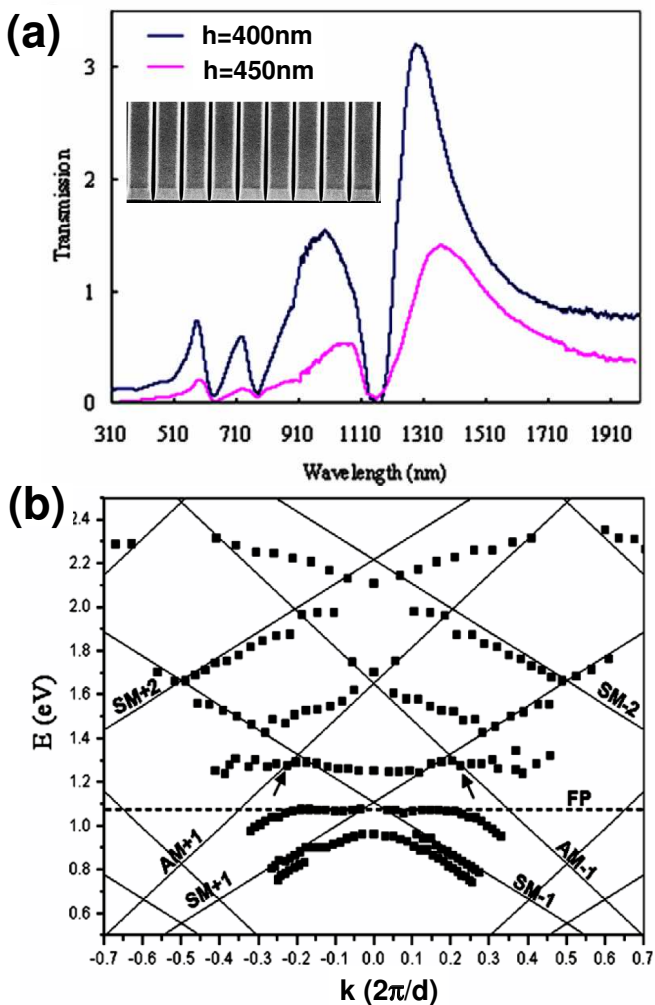 (a)
h=400nm
h=450nm
Transmission
3
2
1
0
310 510 710 910 1110 1310 1510 1710 1910
Wavelength (nm)
(b)
E (eV)
2.4
2.2
2.0
1.8
1.6
1.4
1.2
1.0
0.8
0.6
SM+2
SM-2
FP
AM+1
AM-1
SM+1
SM-1
-0.7 -0.6 -0.5 -0.4 -0.3 -0.2 -0.1 0.0 0.1 0.2 0.3 0.4 0.5 0.6 0.7
k (2π/d)